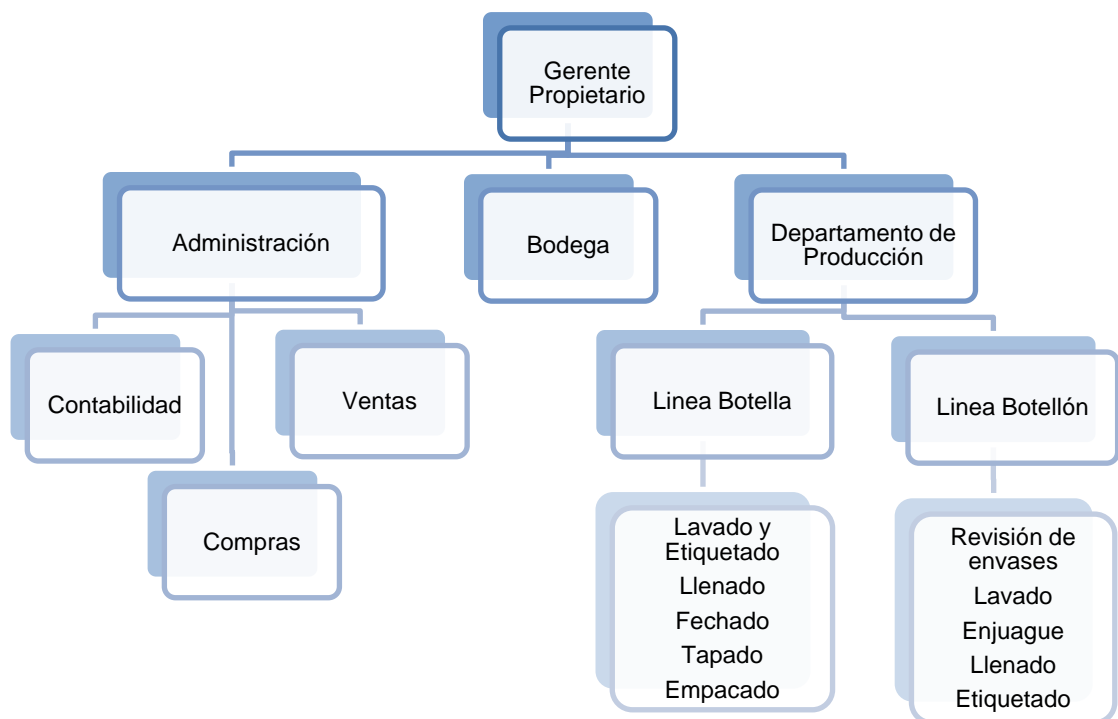 Gerente
Propietario
Administración
Bodega
Departamento de
Producción
Contabilidad
Ventas
Compras
Linea Botella
Linea Botellón
Lavado y
Etiquetado
Llenado
Fechado
Tapado
Empacado
Revisión de
envases
Lavado
Enjuague
Llenado
Etiquetado